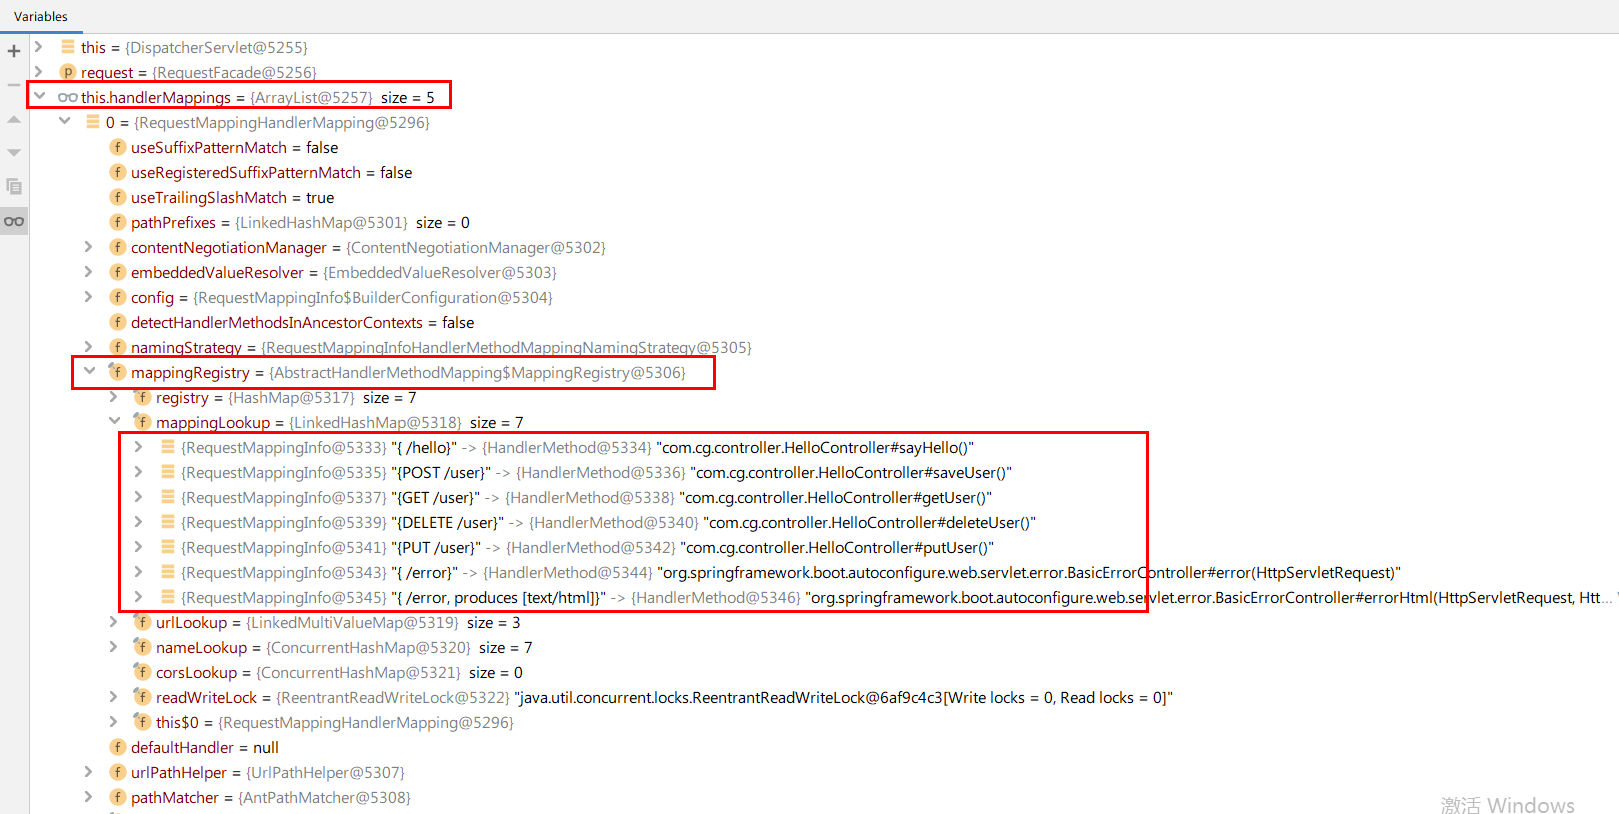 Variables
this = {DispatcherServlet@5255}
p request = {RequestFacade@5256}
this.handlerMappings = {ArrayList@5257} size = 5
0 = {RequestMappingHandlerMapping@5296}
f useSuffixPatternMatch = false
f useRegisteredSuffixPatternMatch = false
f useTrailingSlashMatch = true
f pathPrefixes = {LinkedHashMap@5301} size = 0
f contentNegotiationManager = {ContentNegotiationManager@5302}
f embeddedValueResolver = {EmbeddedValueResolver@5303}
f config = {RequestMappingInfo$BuilderConfiguration@5304}
f detectHandlerMethodsInAncestorContexts = false
f namingStrategy = {RequestMappingInfoHandlerMethodMappingNamingStrategy@5305}
f mappingRegistry = {AbstractHandlerMethodMapping$MappingRegistry@5306}
f registry = {HashMap@5317} size = 7
f mappingLookup = {LinkedHashMap@5318} size = 7
{RequestMappingInfo@5333} "{ /hello}" -> {HandlerMethod@5334} "com.cg.controller.HelloController#sayHello()"
{RequestMappingInfo@5335} "{POST /user}" -> {HandlerMethod@5336} "com.cg.controller.HelloController#saveUser()"
{RequestMappingInfo@5337} "{GET /user}" -> {HandlerMethod@5338} "com.cg.controller.HelloController#getUser()"
{RequestMappingInfo@5339} "{DELETE /user}" -> {HandlerMethod@5340} "com.cg.controller.HelloController#deleteUser()"
{RequestMappingInfo@5341} "{PUT /user}" -> {HandlerMethod@5342} "com.cg.controller.HelloController#putUser()"
{RequestMappingInfo@5343} "{ /error}" -> {HandlerMethod@5344} "org.springframework.boot.autoconfigure.web.servlet.error.BasicErrorController#error(HttpServletRequest)"
{RequestMappingInfo@5345} "{ /error, produces [text/html]}" -> {HandlerMethod@5346} "org.springframework.boot.autoconfigure.web.servlet.error.BasicErrorController#errorHtml(HttpServletRequest, Htt...
f urlLookup = {LinkedMultiValueMap@5319} size = 3
f nameLookup = {ConcurrentHashMap@5320} size = 7
f corsLookup = {ConcurrentHashMap@5321} size = 0
f readWriteLock = {ReentrantReadWriteLock@5322} "java.util.concurrent.locks.ReentrantReadWriteLock@6af9c4c3[Write locks = 0, Read locks = 0]"
f this$0 = {RequestMappingHandlerMapping@5296}
f defaultHandler = null
f urlPathHelper = {UrlPathHelper@5307}
f pathMatcher = {AntPathMatcher@5308}
激活 Windows